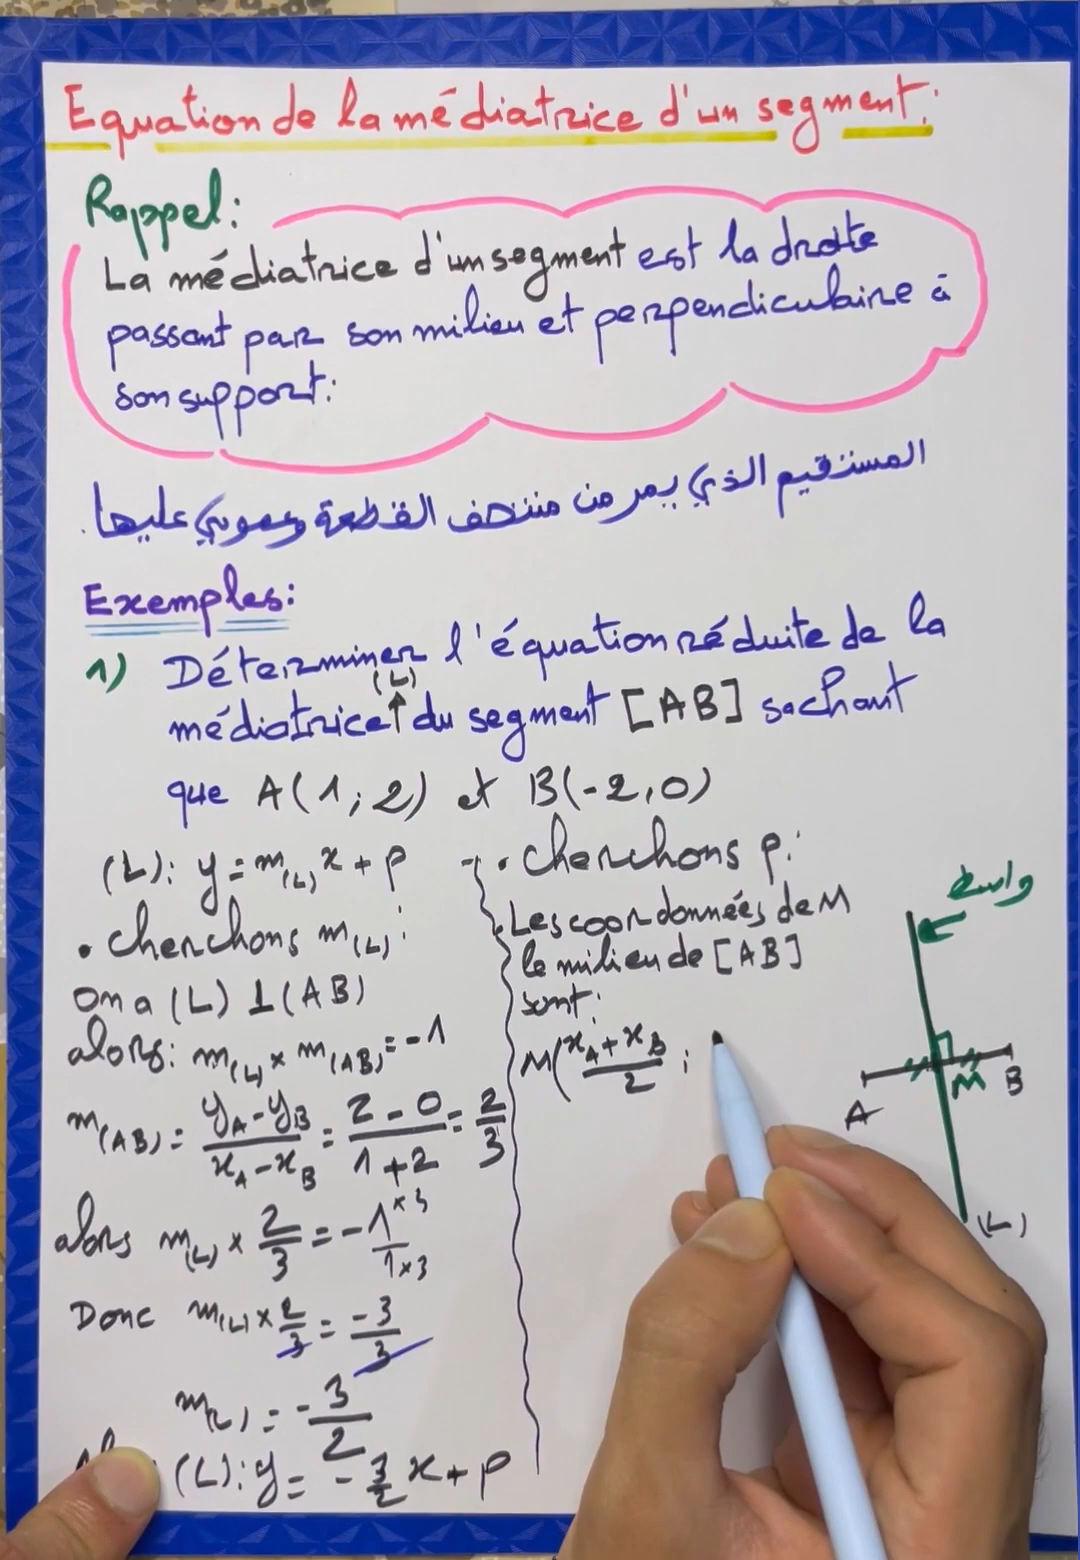 Equation de la médiatrice d'un segment:
Rappel:
La médiatrice d'un segment est la droite
passant par son milieu et perpendiculaire à
son support:
المستقيم الذي يمر من منتصف القطعة وعمودي عليها.
Exemples:
1) Déterminer l'équation réduite de la
médiatrice (L) du segment [AB] sachant
que A(1;2) et B(-2,0)
(L): y = m(L) x + p
• cherchons m(L):
on a (L) ⊥ (AB)
alors: m(L) × m(AB) = -1
m(AB) = (yA - yB)/(xA - xB) = (2 - 0)/(1 + 2) = 2/3
alors m(L) × 2/3 = -1×3/1×3
Donc m(L) × 2/3 = -3/3
m(L) = -3/2
(L): y = -3/2 x + p
• cherchons p:
Les coordonnées de M
le milieu de [AB]
sont:
M((xA + xB)/2 ;
واسط
A
M
B
(L)